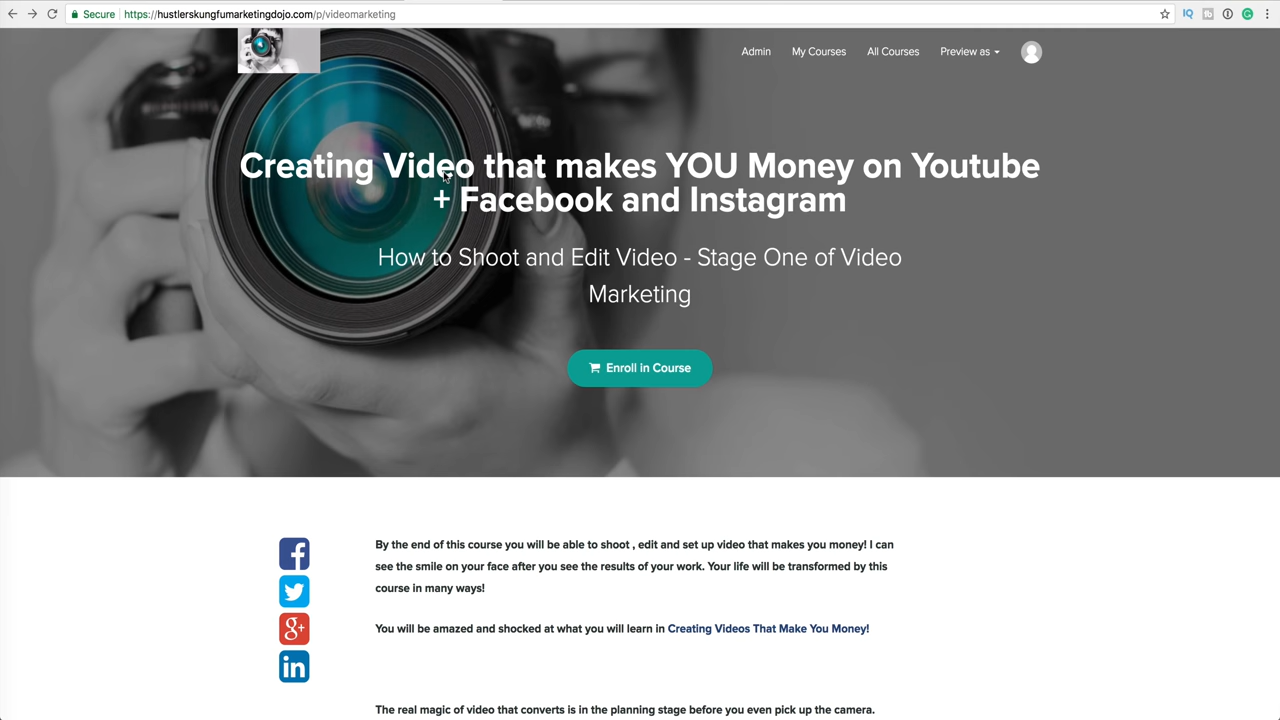 Secure
https://hustlerskungfumarketingdojo.com/p/videomarketing
Admin My Courses All Courses Preview as
Creating Video that makes YOU Money on Youtube
+ Facebook and Instagram
How to Shoot and Edit Video - Stage One of Video
Marketing
Enroll in Course
By the end of this course you will be able to shoot , edit and set up video that makes you money! I can
see the smile on your face after you see the results of your work. Your life will be transformed by this
course in many ways!
You will be amazed and shocked at what you will learn in Creating Videos That Make You Money!
The real magic of video that converts is in the planning stage before you even pick up the camera.